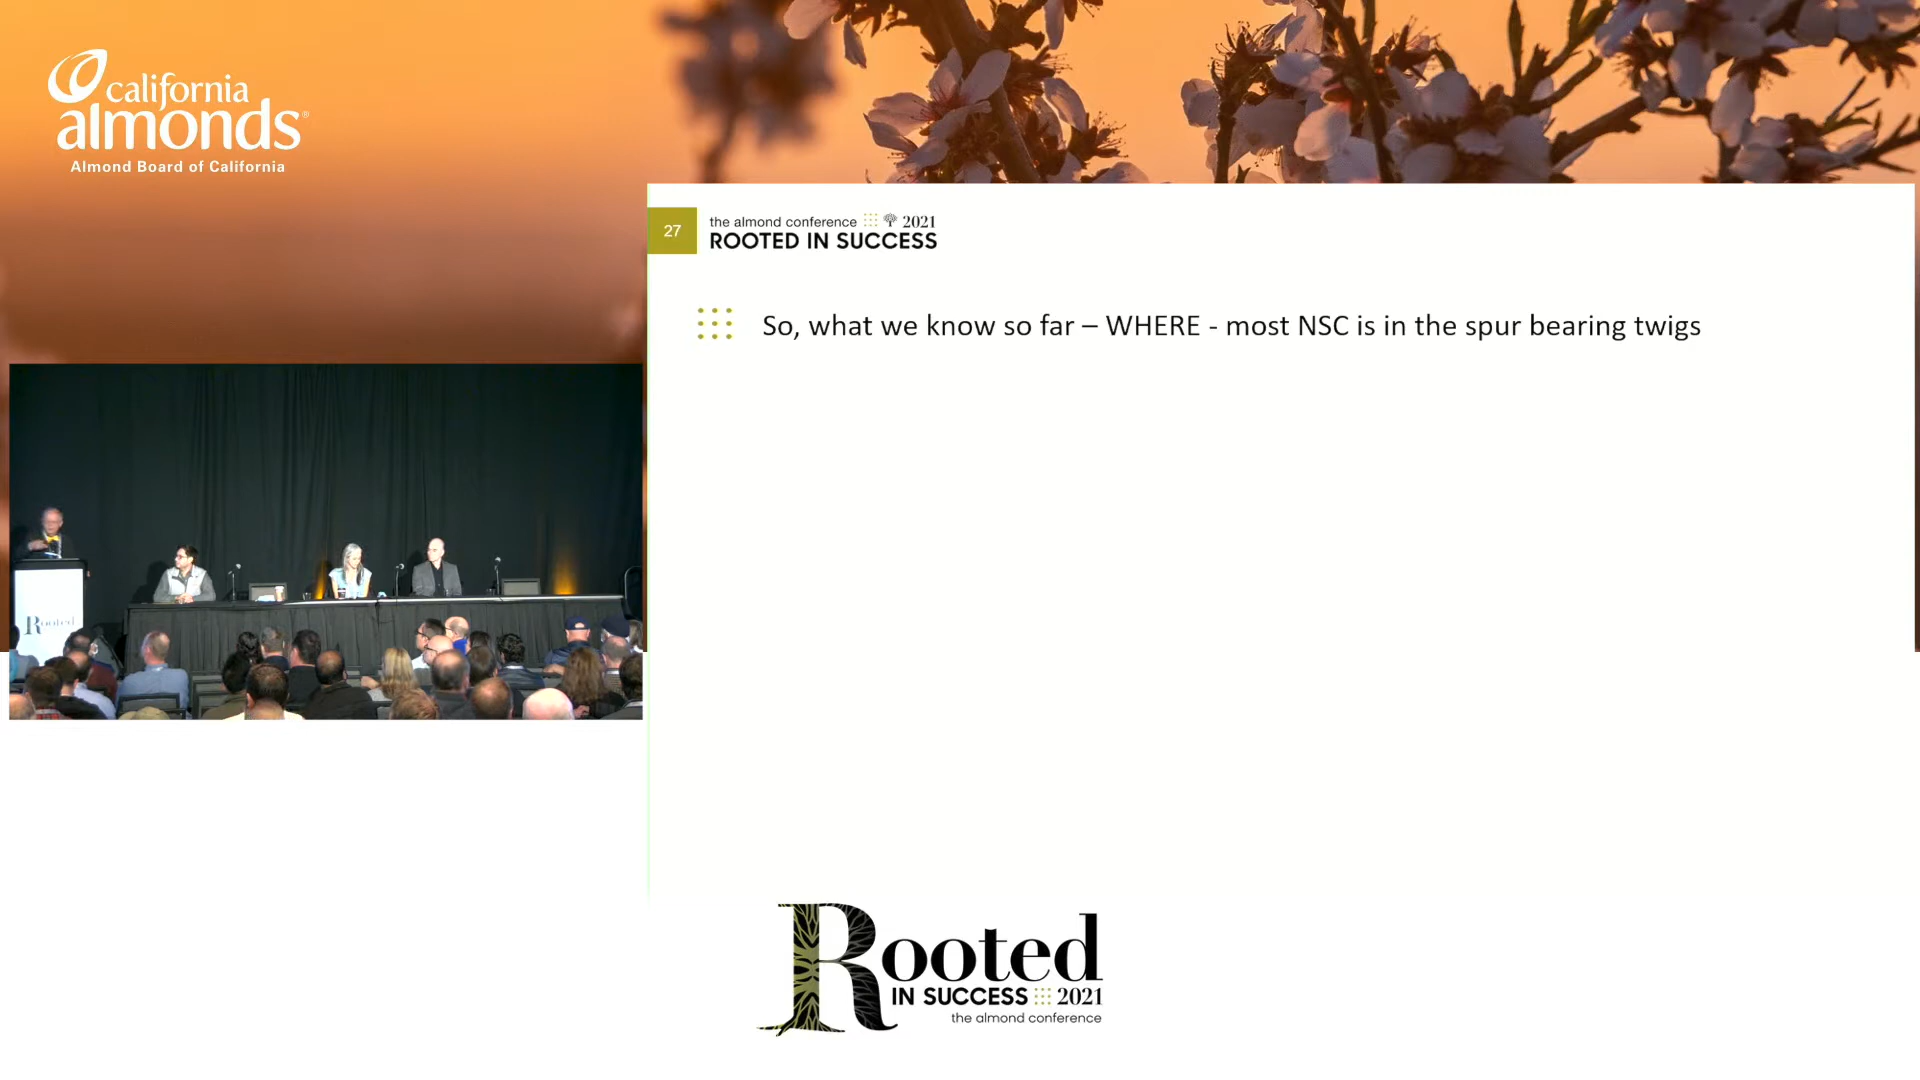 california
almonds®
Almond Board of California
27
the almond conference 2021
ROOTED IN SUCCESS
So, what we know so far – WHERE - most NSC is in the spur bearing twigs
Rooted
Rooted
IN SUCCESS 2021
the almond conference